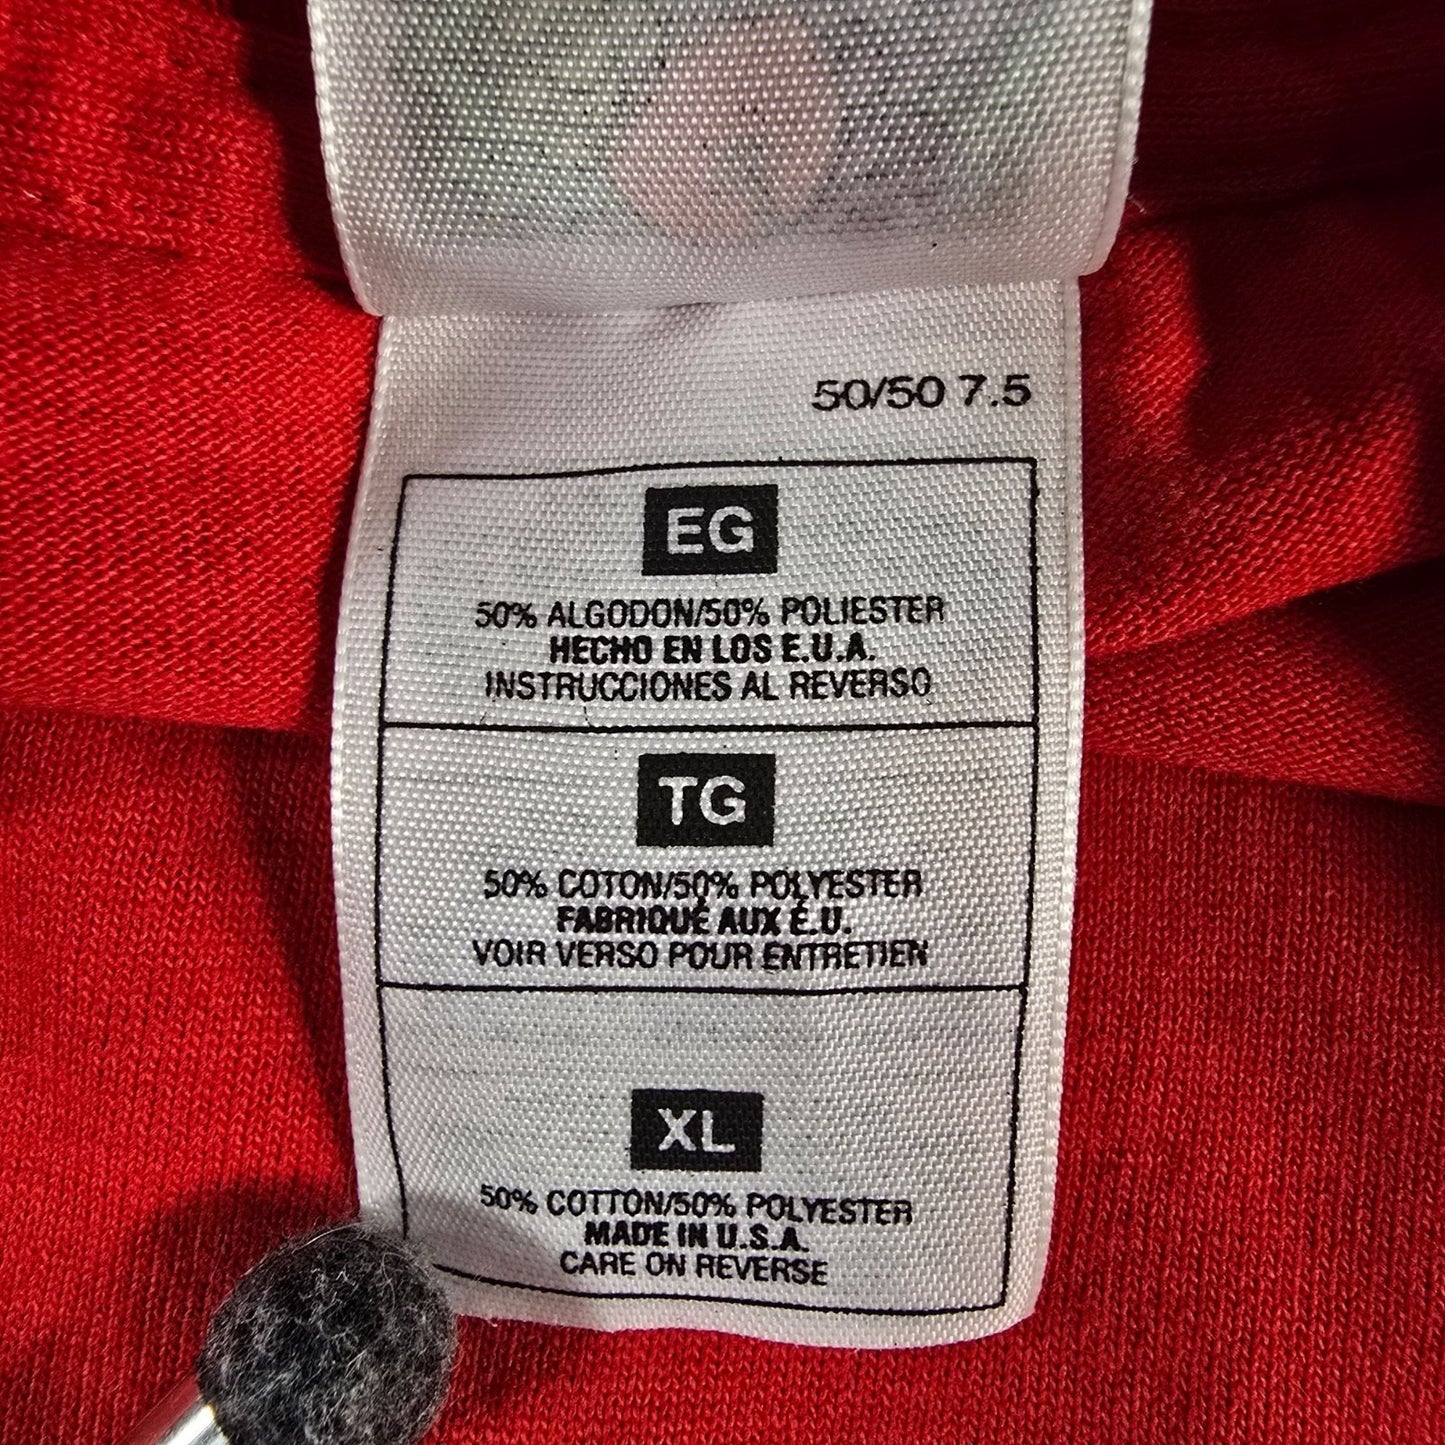 50/50 7.5
EG
50% ALGODON/50% POLIESTER
HECHO EN LOS E.U.A.
INSTRUCCIONES AL REVERSO
TG
50% COTON/50% POLYESTER
FABRIQUÉ AUX É.U.
VOIR VERSO POUR ENTRETIEN
XL
50% COTTON/50% POLYESTER
MADE IN U.S.A.
CARE ON REVERSE